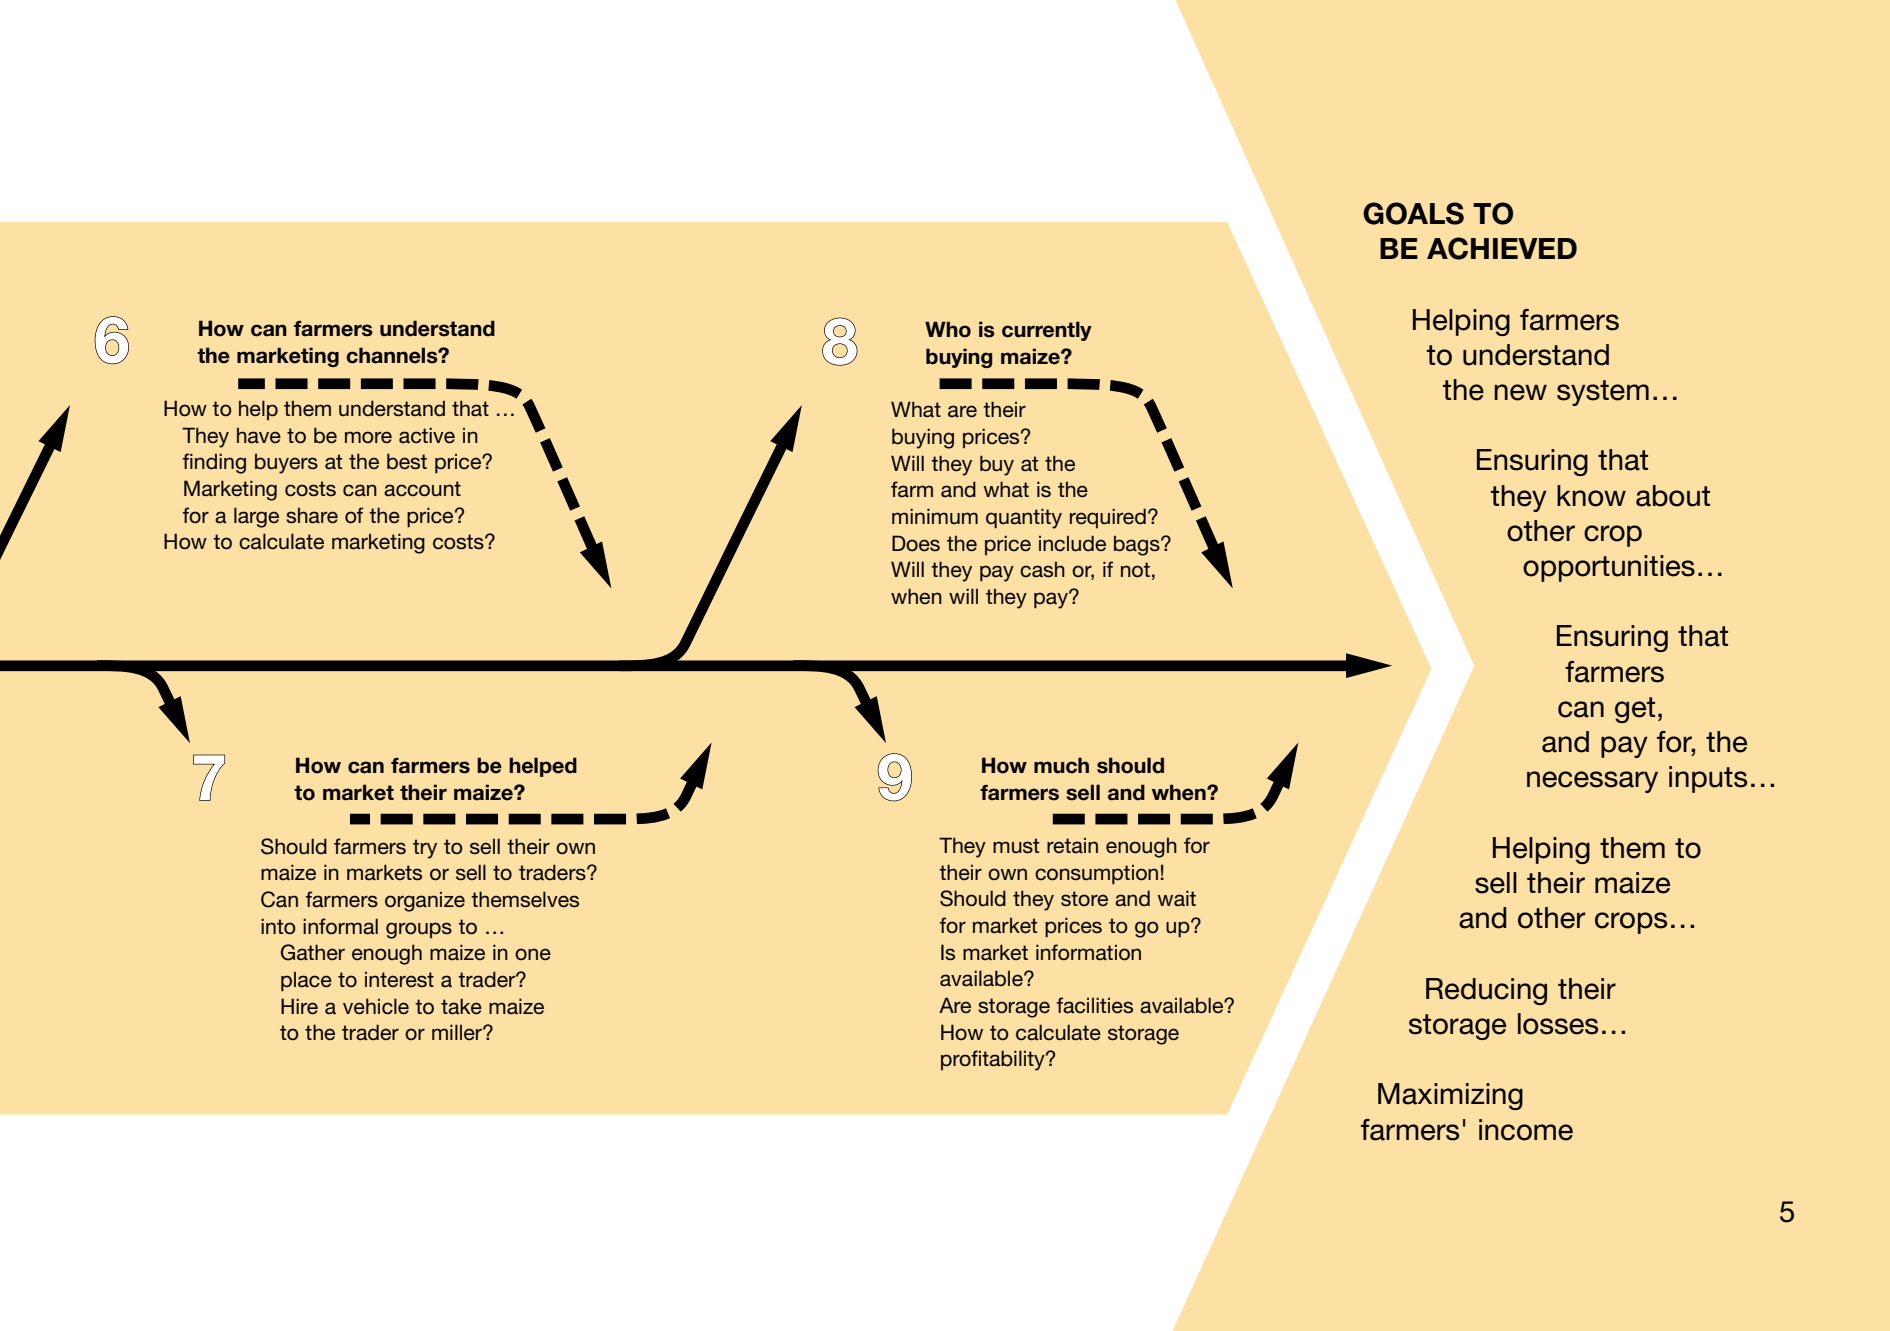 6
How can farmers understand
the marketing channels?
How to help them understand that …
They have to be more active in
finding buyers at the best price?
Marketing costs can account
for a large share of the price?
How to calculate marketing costs?
7
How can farmers be helped
to market their maize?
Should farmers try to sell their own
maize in markets or sell to traders?
Can farmers organize themselves
into informal groups to …
Gather enough maize in one
place to interest a trader?
Hire a vehicle to take maize
to the trader or miller?
8
Who is currently
buying maize?
What are their
buying prices?
Will they buy at the
farm and what is the
minimum quantity required?
Does the price include bags?
Will they pay cash or, if not,
when will they pay?
9
How much should
farmers sell and when?
They must retain enough for
their own consumption!
Should they store and wait
for market prices to go up?
Is market information
available?
Are storage facilities available?
How to calculate storage
profitability?
GOALS TO
BE ACHIEVED
Helping farmers
to understand
the new system…
Ensuring that
they know about
other crop
opportunities…
Ensuring that
farmers
can get,
and pay for, the
necessary inputs…
Helping them to
sell their maize
and other crops…
Reducing their
storage losses…
Maximizing
farmers' income
5